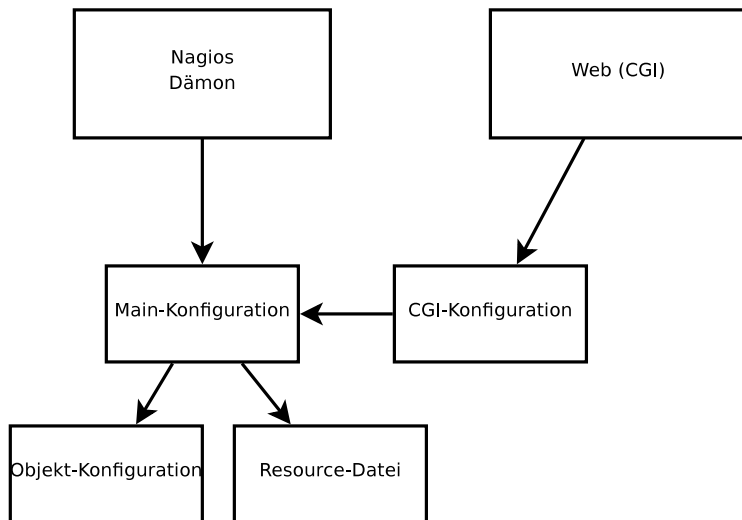 Nagios
Dämon
Web (CGI)
Main-Konfiguration
CGI-Konfiguration
Objekt-Konfiguration
Resource-Datei